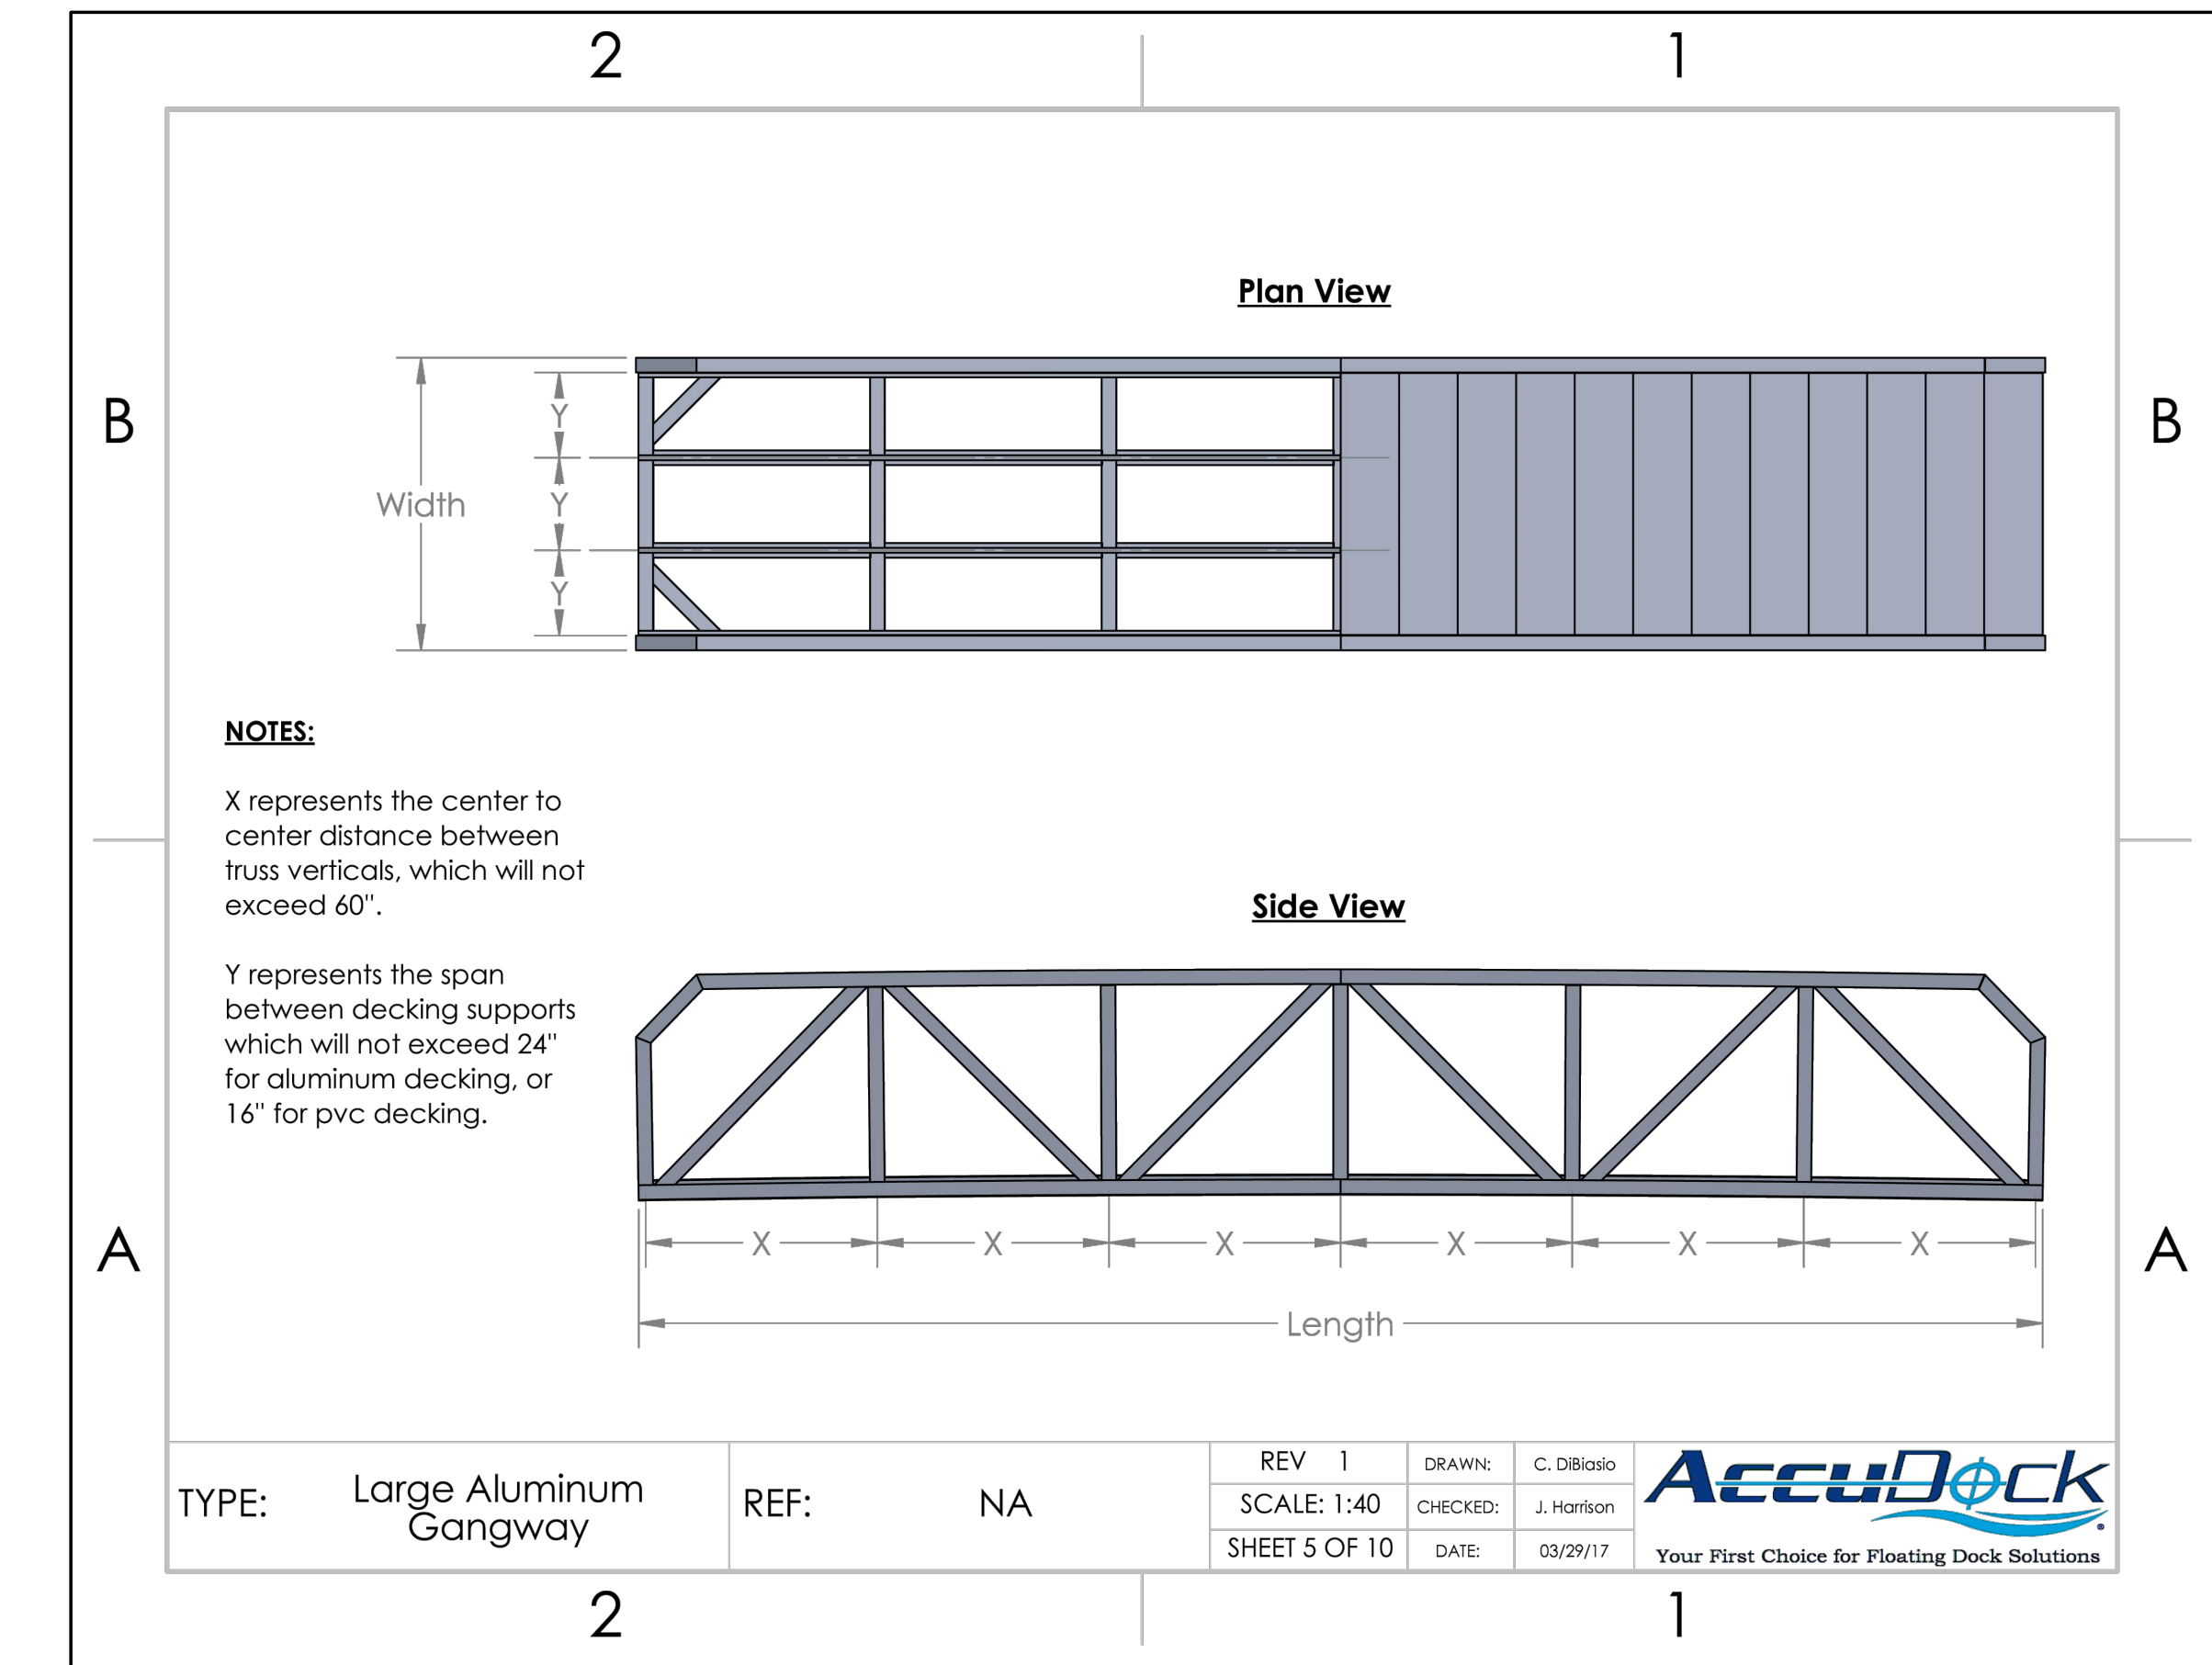 2
1
Plan View
B
B
Y
Width
Y
Y
NOTES:
X represents the center to
center distance between
truss verticals, which will not
exceed 60".
Y represents the span
between decking supports
which will not exceed 24"
for aluminum decking, or
16" for pvc decking.
Side View
A
A
X X X X X X
Length
TYPE:
Large Aluminum
Gangway
REF:
NA
REV 1
SCALE: 1:40
SHEET 5 OF 10
DRAWN: C. DiBiasio
CHECKED: J. Harrison
DATE: 03/29/17
AccuDock
®
Your First Choice for Floating Dock Solutions
2
1